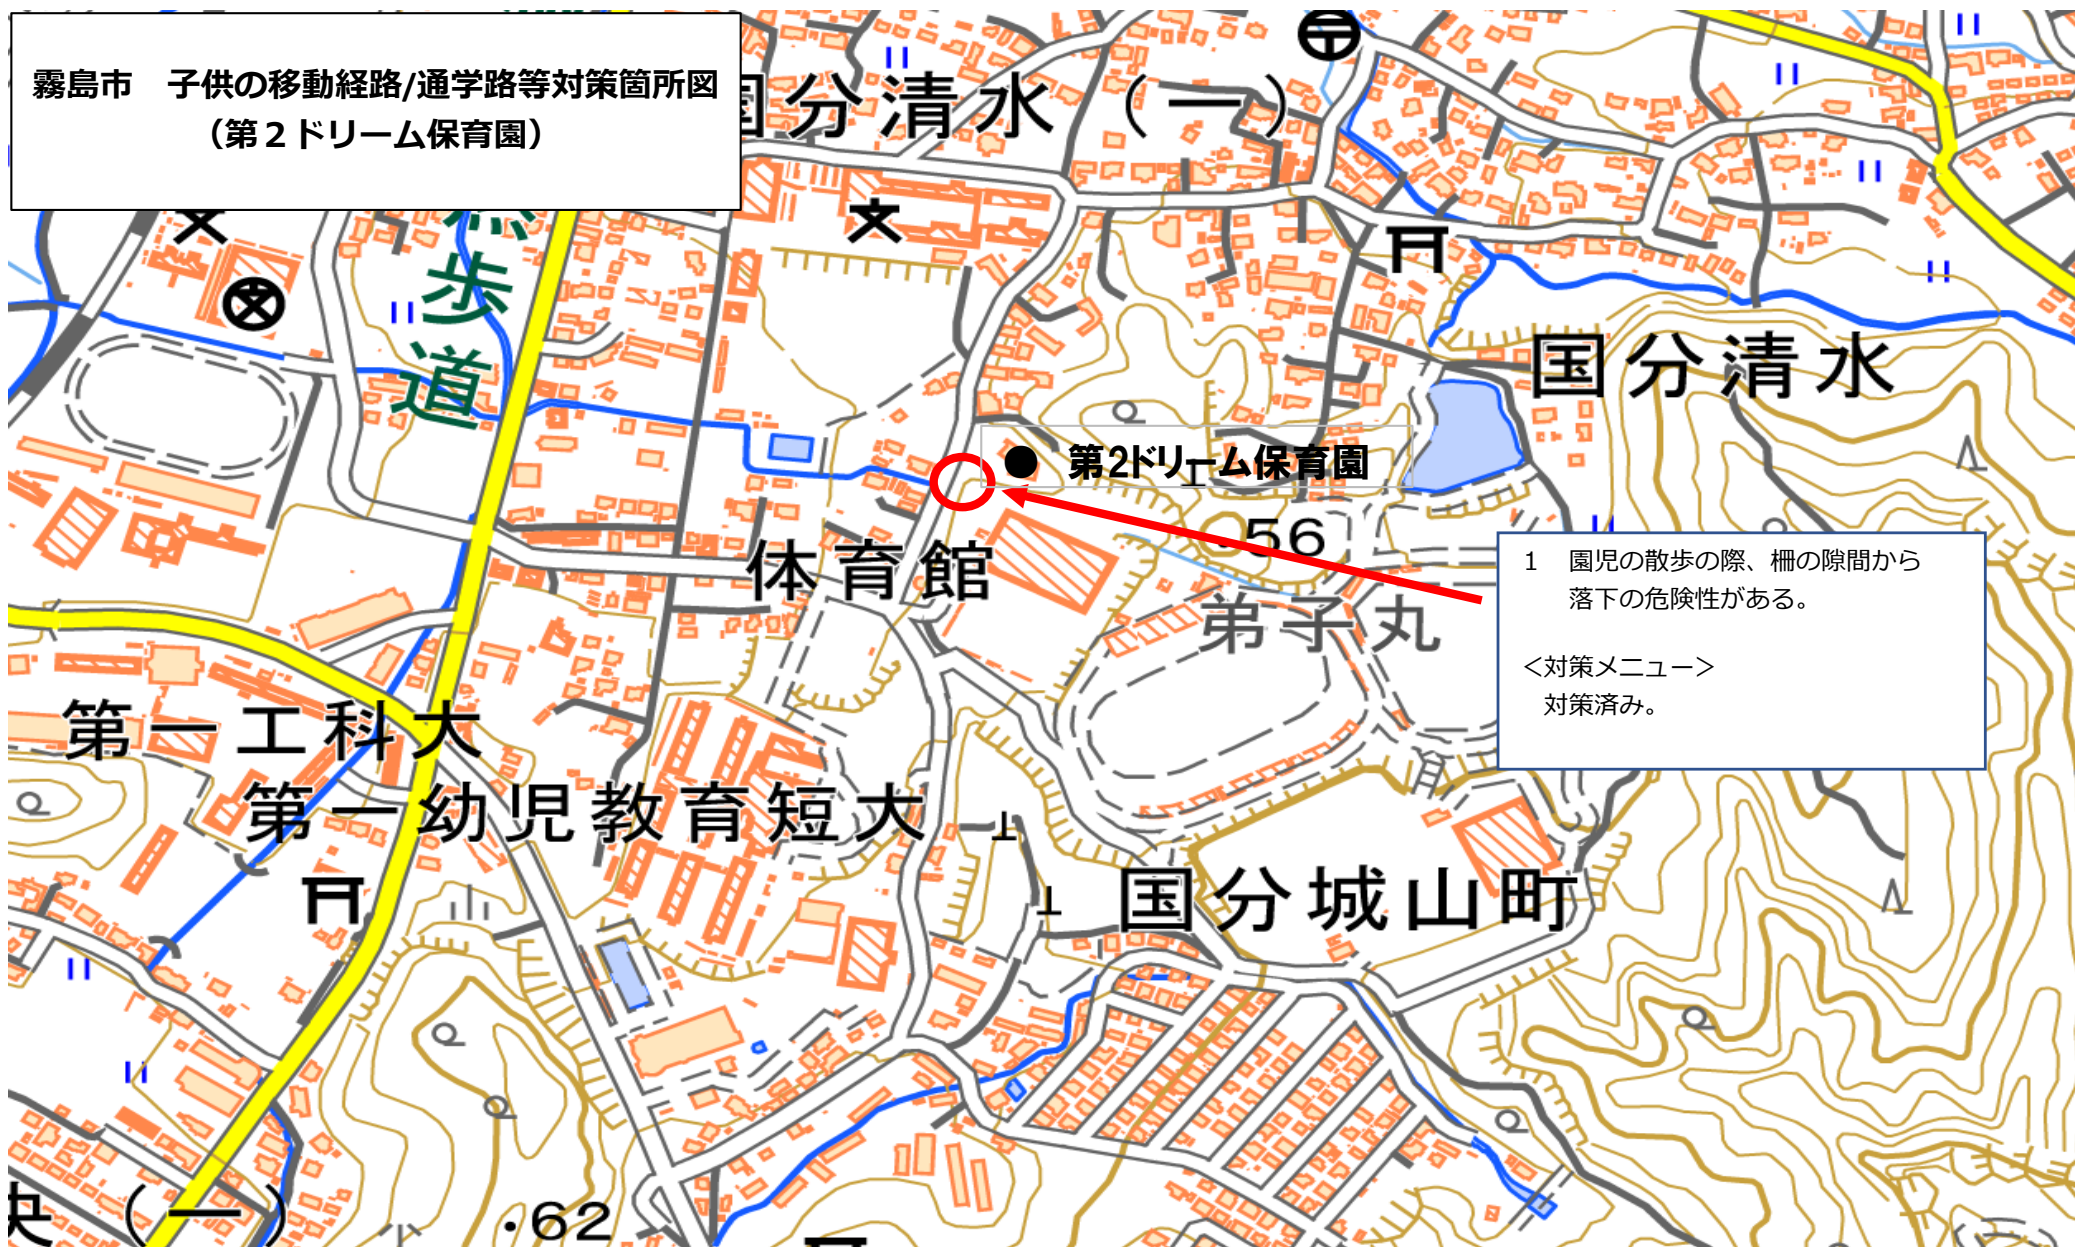 霧島市　子供の移動経路/通学路等対策箇所図
（第２ドリーム保育園）
国分清水（一）
歩道
国分清水
第2ドリーム保育園
56
体育館
弟子丸
1　園児の散歩の際、柵の隙間から
落下の危険性がある。
＜対策メニュー＞
対策済み。
第一工科大
第一幼児教育短大
国分城山町
央（一）
・62